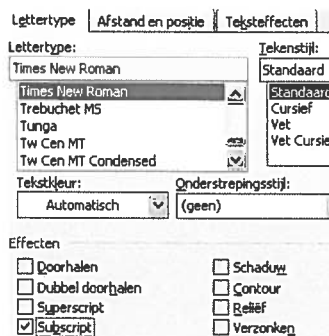 Lettertype Afstand en positie Teksteffecten
Lettertype: Tekenstijl:
Times New Roman Standaard
Times New Roman Standaard
Trebuchet MS Cursief
Tunga Vet
Tw Cen MT Vet Cursie
Tw Cen MT Condensed
Tekstkleur: Onderstrepingsstijl:
Automatisch (geen)
Effecten
Doorhalen Schaduw
Dubbel doorhalen Contour
Superscript Reliëf
Subscript Verzonken